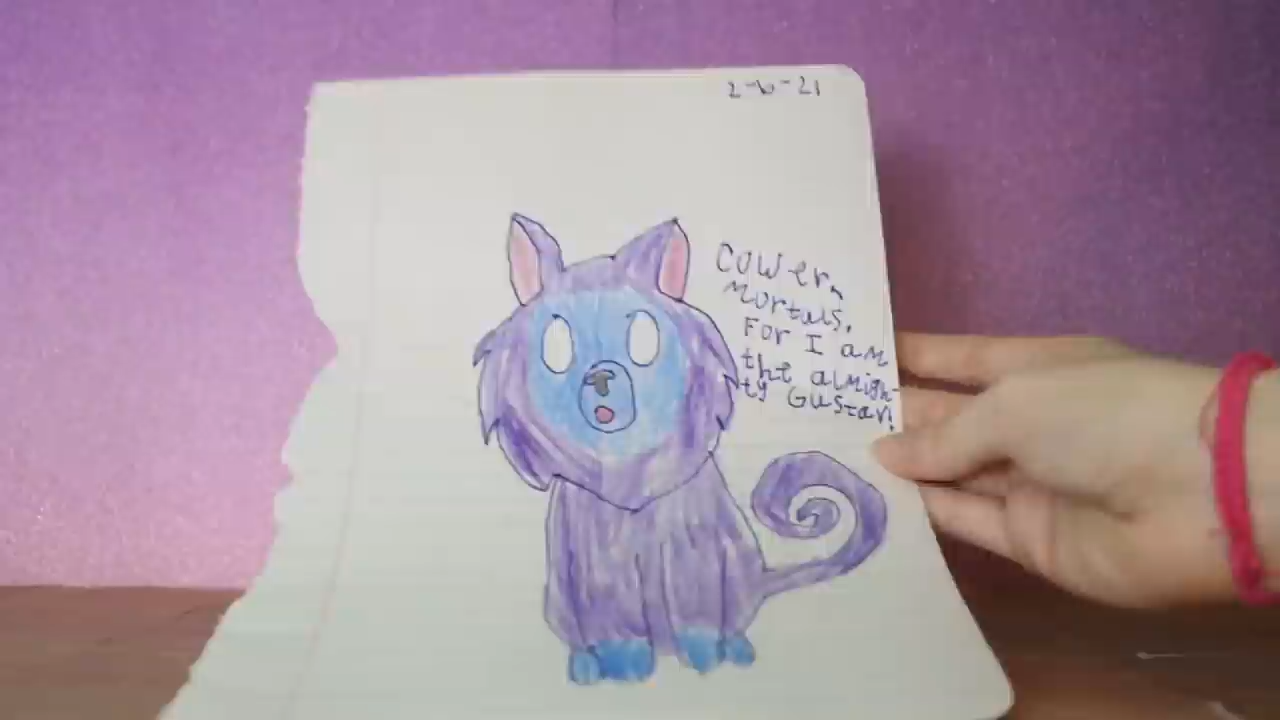 2-6-21
Cower,
Mortals,
For I am
the almigh-
ty Gustav!